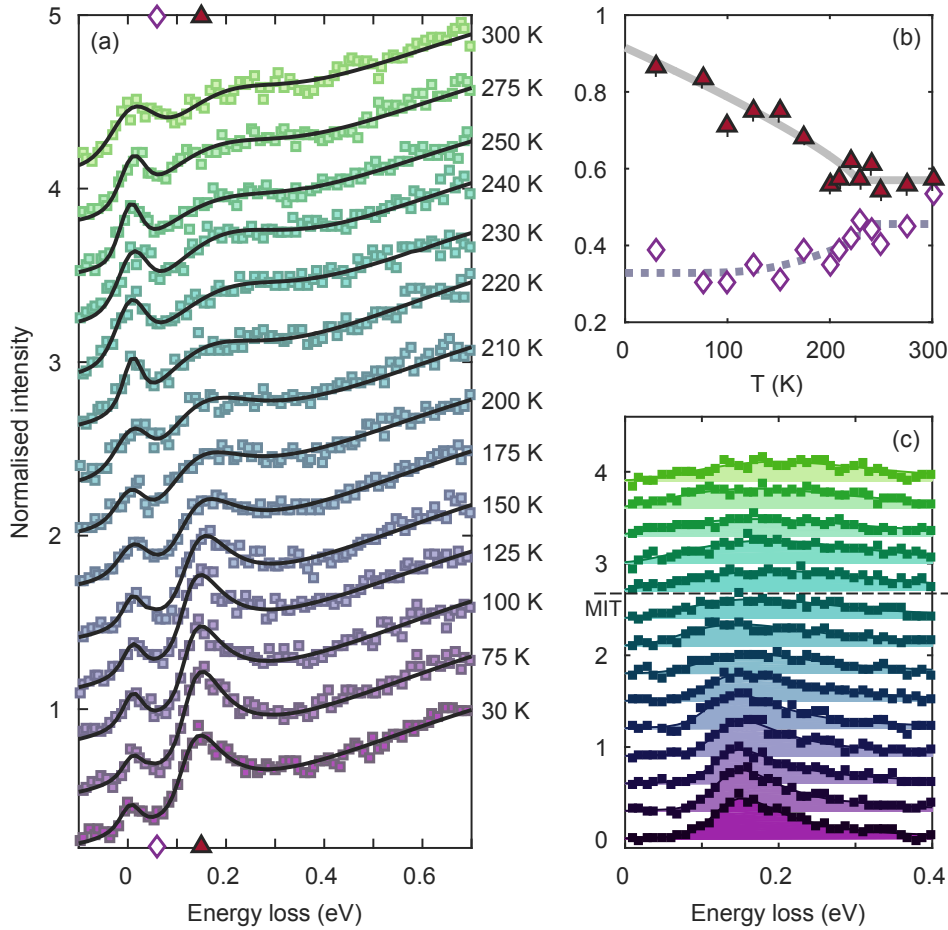 (a)
5
4
3
2
1
Normalised intensity
300 K
275 K
250 K
240 K
230 K
220 K
210 K
200 K
175 K
150 K
125 K
100 K
75 K
30 K
0 0.2 0.4 0.6
Energy loss (eV)
(b)
1
0.8
0.6
0.4
0.2
0 100 200 300
T (K)
(c)
4
3
MIT
2
1
0
0 0.2 0.4
Energy loss (eV)